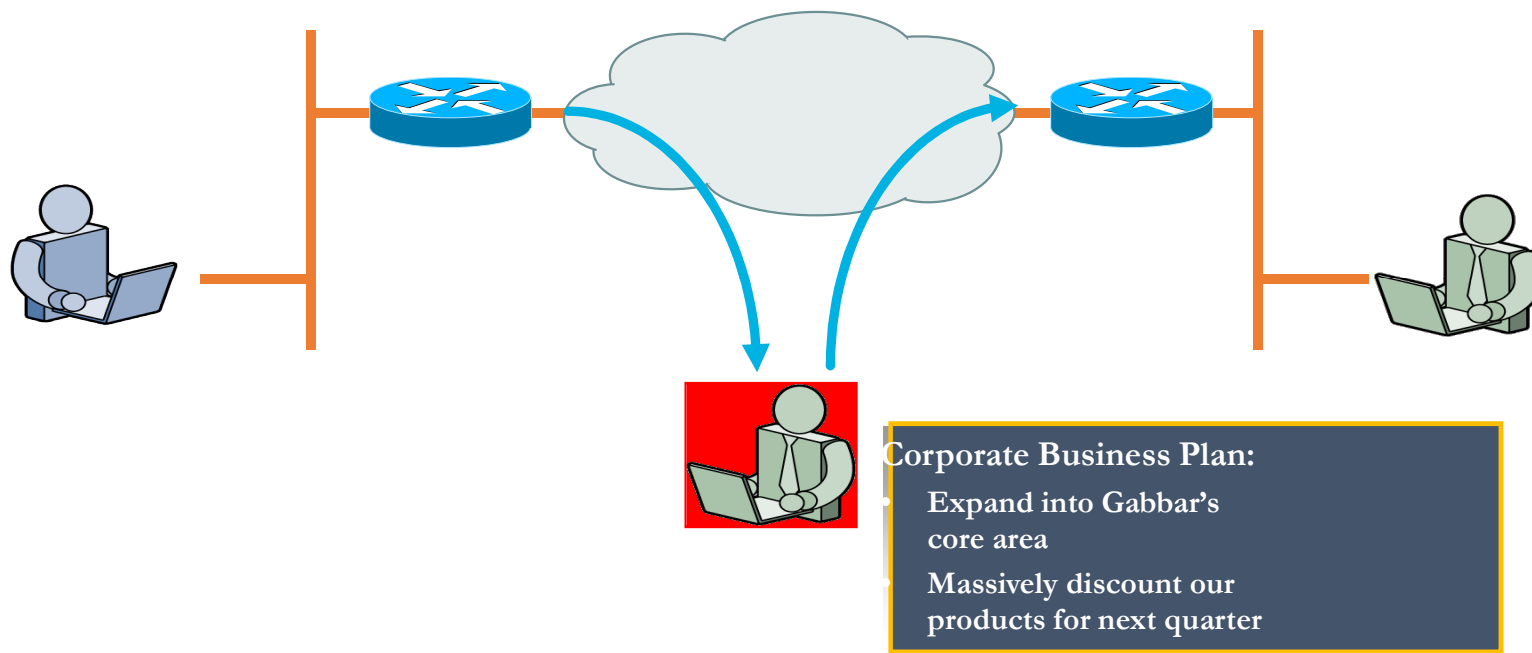 Corporate Business Plan:
• Expand into Gabbar’s
core area
• Massively discount our
products for next quarter